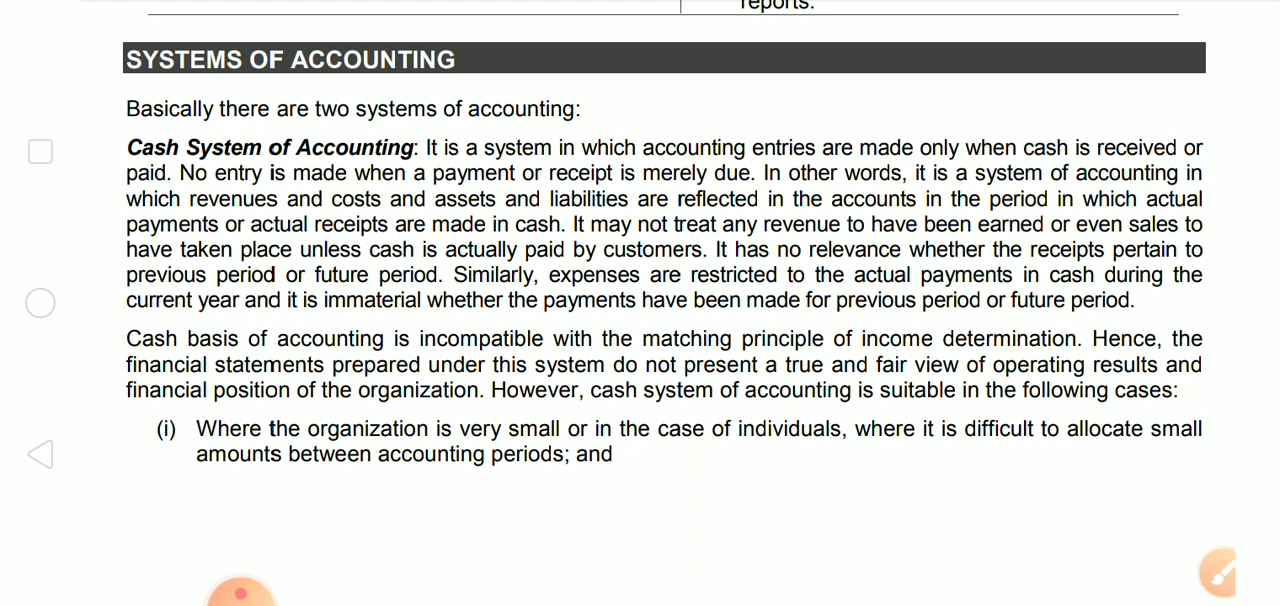 reports.
SYSTEMS OF ACCOUNTING
Basically there are two systems of accounting:
Cash System of Accounting: It is a system in which accounting entries are made only when cash is received or
paid. No entry is made when a payment or receipt is merely due. In other words, it is a system of accounting in
which revenues and costs and assets and liabilities are reflected in the accounts in the period in which actual
payments or actual receipts are made in cash. It may not treat any revenue to have been earned or even sales to
have taken place unless cash is actually paid by customers. It has no relevance whether the receipts pertain to
previous period or future period. Similarly, expenses are restricted to the actual payments in cash during the
current year and it is immaterial whether the payments have been made for previous period or future period.
Cash basis of accounting is incompatible with the matching principle of income determination. Hence, the
financial statements prepared under this system do not present a true and fair view of operating results and
financial position of the organization. However, cash system of accounting is suitable in the following cases:
(i) Where the organization is very small or in the case of individuals, where it is difficult to allocate small
amounts between accounting periods; and